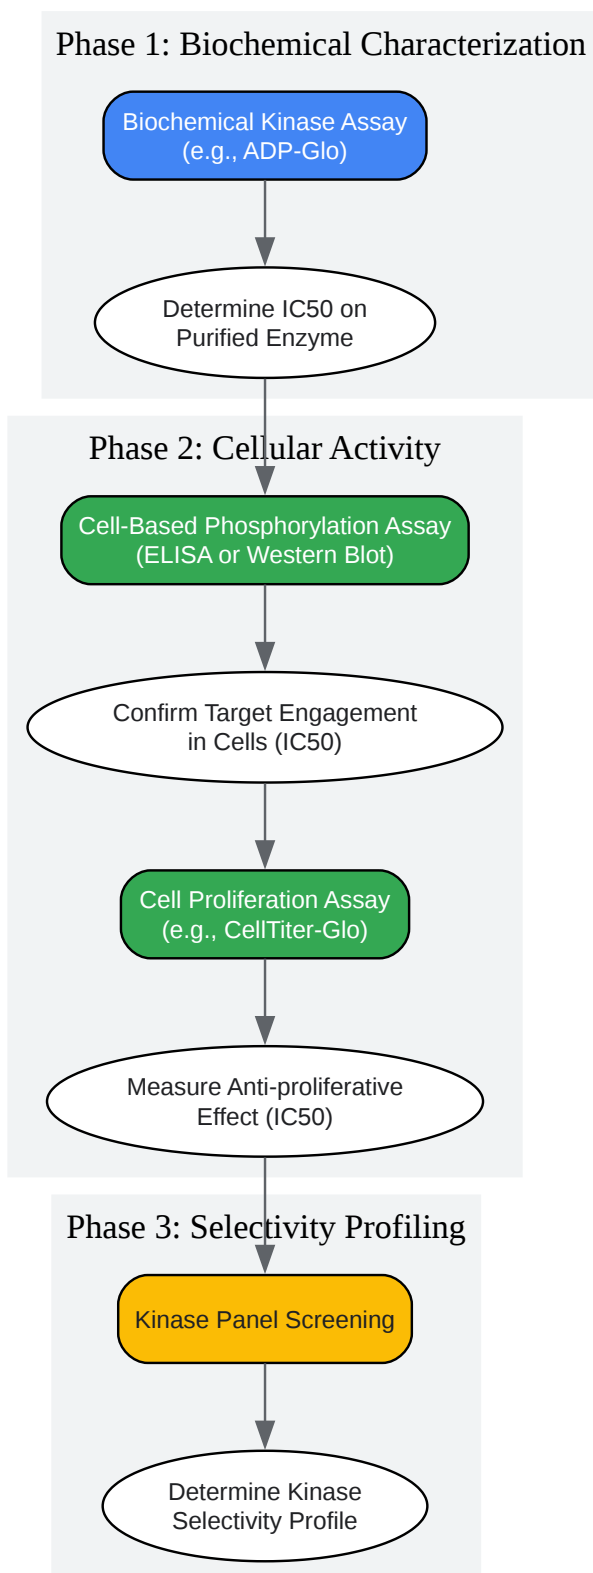 Phase 1: Biochemical Characterization
Biochemical Kinase Assay
(e.g., ADP-Glo)
Determine IC50 on
Purified Enzyme
Phase 2: Cellular Activity
Cell-Based Phosphorylation Assay
(ELISA or Western Blot)
Confirm Target Engagement
in Cells (IC50)
Cell Proliferation Assay
(e.g., CellTiter-Glo)
Measure Anti-proliferative
Effect (IC50)
Phase 3: Selectivity Profiling
Kinase Panel Screening
Determine Kinase
Selectivity Profile